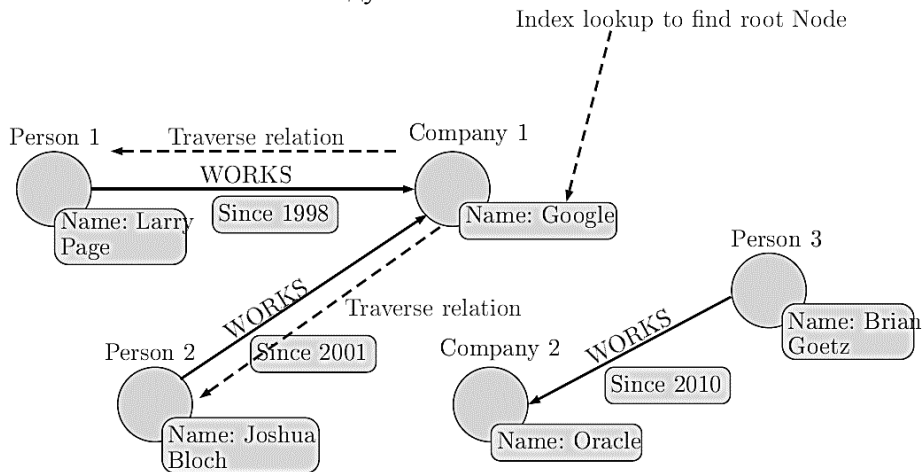 Index lookup to find root Node
Person 1
Traverse relation
Company 1
WORKS
Since 1998
Name: Larry
Page
Name: Google
Person 3
WORKS
Traverse relation
Name: Brian
Goetz
Person 2
Since 2001
Company 2
WORKS
Since 2010
Name: Joshua
Bloch
Name: Oracle